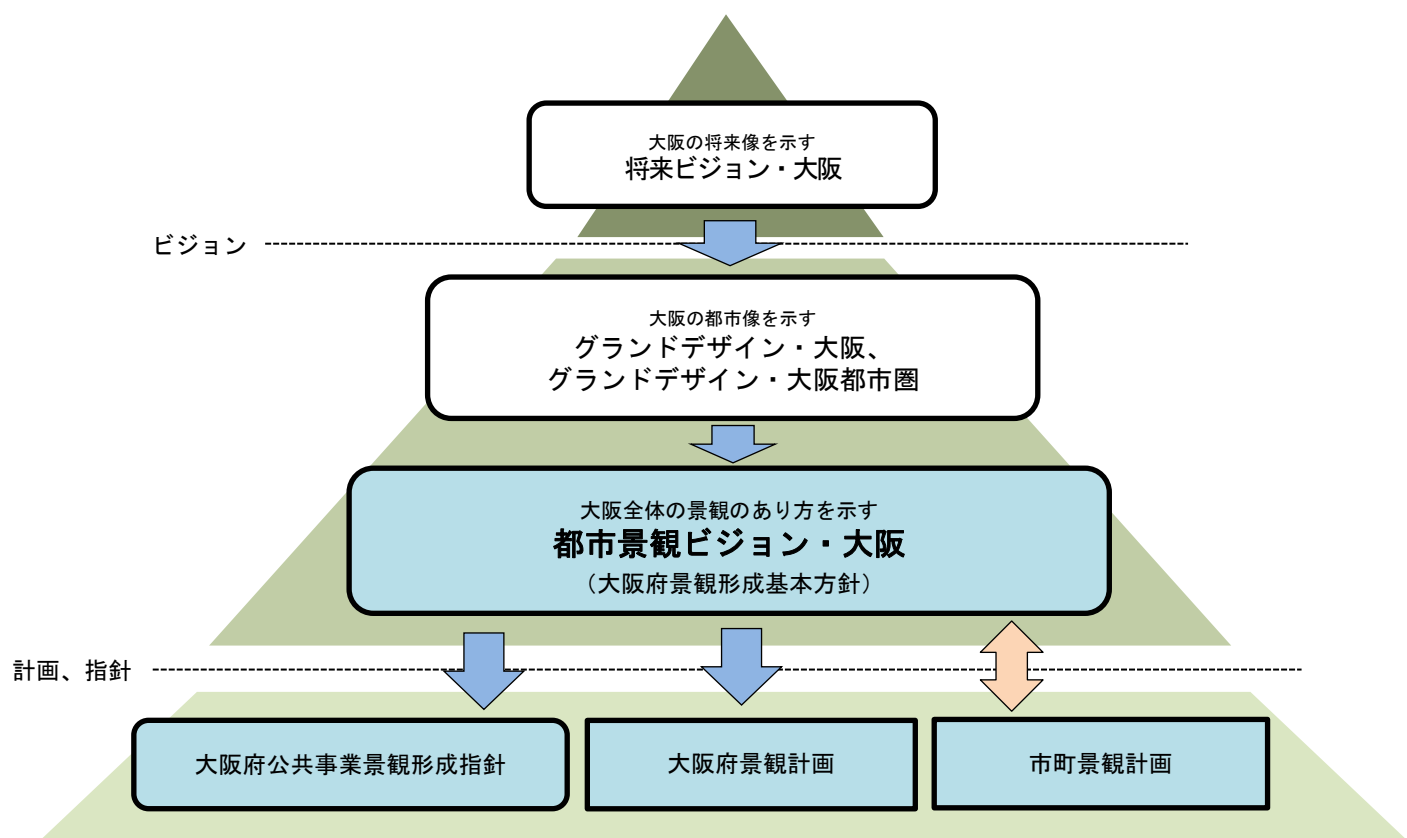 大阪の将来像を示す
将来ビジョン・大阪
ビジョン
大阪の都市像を示す
グランドデザイン・大阪、
グランドデザイン・大阪都市圏
大阪全体の景観のあり方を示す
都市景観ビジョン・大阪
（大阪府景観形成基本方針）
計画、指針
大阪府公共事業景観形成指針
大阪府景観計画
市町景観計画